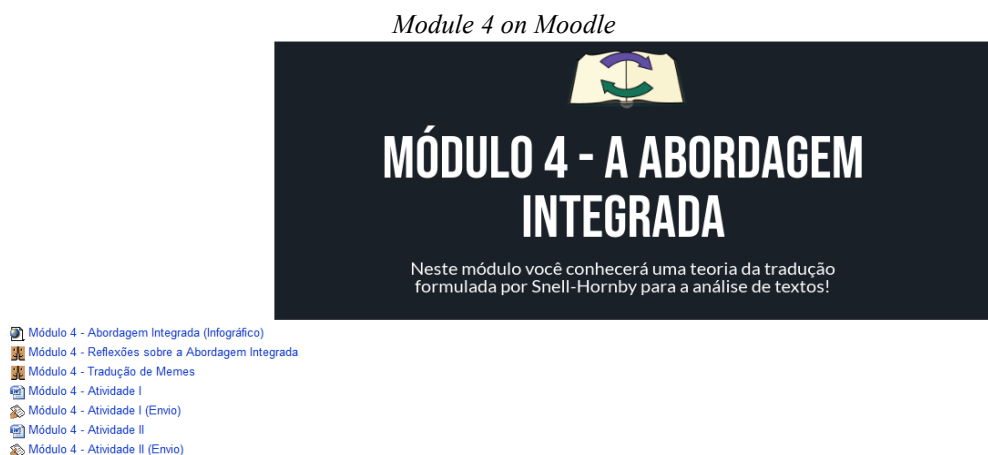 Module 4 on Moodle
MÓDULO 4 - A ABORDAGEM
INTEGRADA
Neste módulo você conhecerá uma teoria da tradução
formulada por Snell-Hornby para a análise de textos!
Módulo 4 - Abordagem Integrada (Infográfico)
Módulo 4 - Reflexões sobre a Abordagem Integrada
Módulo 4 - Tradução de Memes
Módulo 4 - Atividade I
Módulo 4 - Atividade I (Envio)
Módulo 4 - Atividade II
Módulo 4 - Atividade II (Envio)